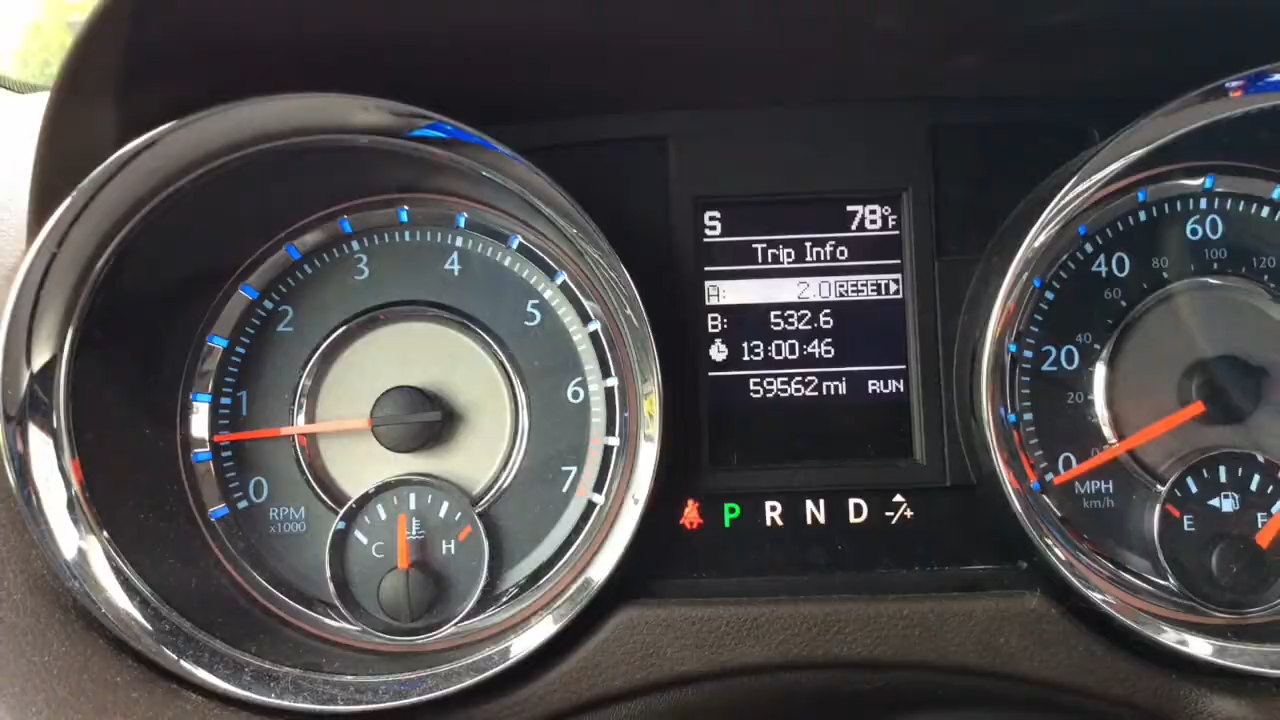 S 78°F
Trip Info
A: 2.0 RESET
B: 532.6
13:00:46
59562 mi RUN
P R N D -/+
0 1 2 3 4 5 6 7
RPM
x1000
C H
0 20 40 60
20 40 60 80 100 120
MPH
km/h
E F